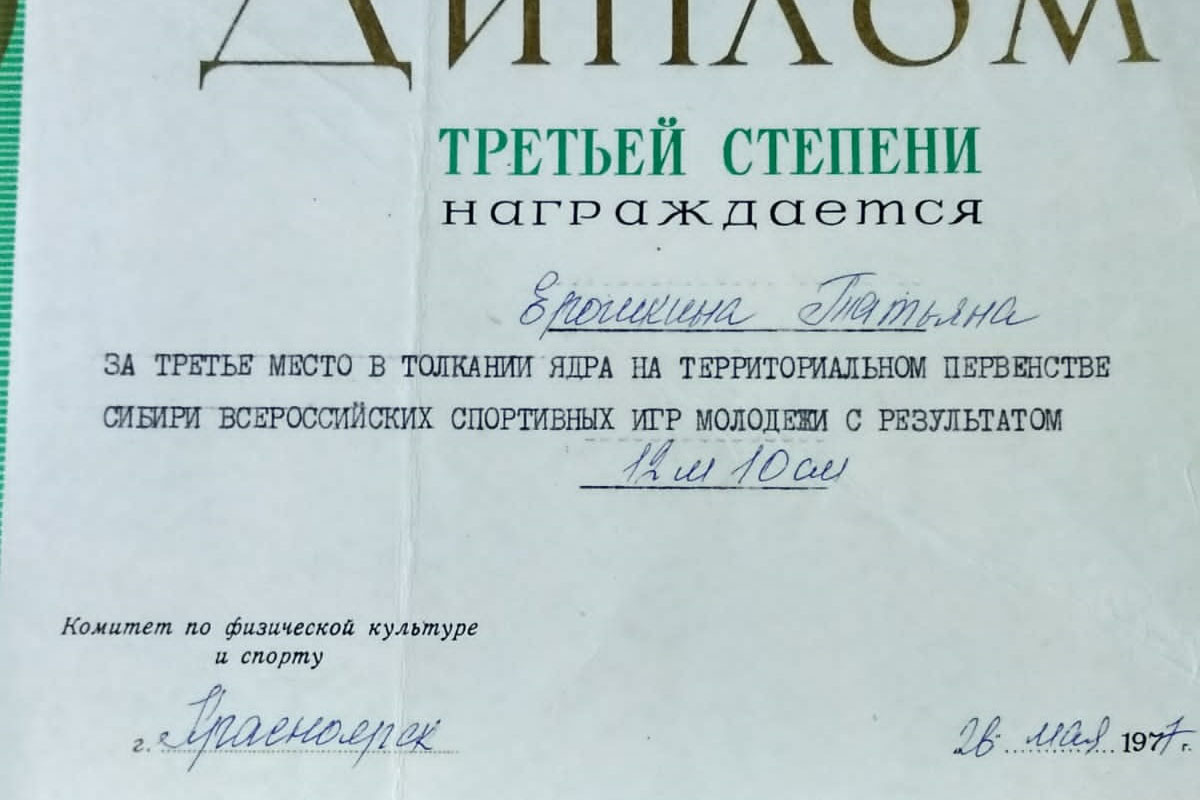 ДИПЛОМ
ТРЕТЬЕЙ СТЕПЕНИ
награждается
Ерошкина Татьяна
ЗА ТРЕТЬЕ МЕСТО В ТОЛКАНИИ ЯДРА НА ТЕРРИТОРИАЛЬНОМ ПЕРВЕНСТВЕ
СИБИРИ ВСЕРОССИЙСКИХ СПОРТИВНЫХ ИГР МОЛОДЕЖИ С РЕЗУЛЬТАТОМ
12 м 10 см
Комитет по физической культуре
и спорту
г. Красноярск
26 мая 1977 г.